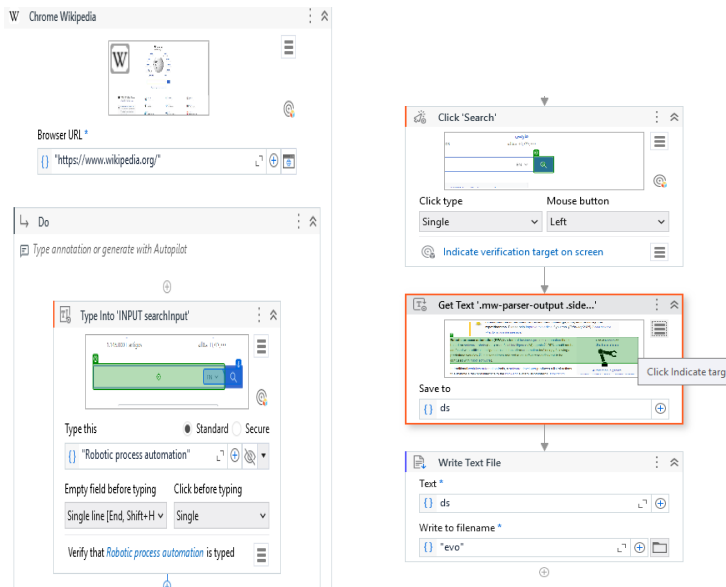 W Chrome Wikipedia
W
Browser URL *
{} "https://www.wikipedia.org/"
Do
Type annotation or generate with Autopilot
Type Into 'INPUT searchInput'
Type this
Standard
Secure
{} "Robotic process automation"
Empty field before typing
Click before typing
Single line [End, Shift+H
Single
Verify that Robotic process automation is typed
Click 'Search'
Click type
Mouse button
Single
Left
Indicate verification target on screen
Get Text '.mw-parser-output .side...'
Click Indicate targ
Save to
{} ds
Write Text File
Text *
{} ds
Write to filename *
{} "evo"